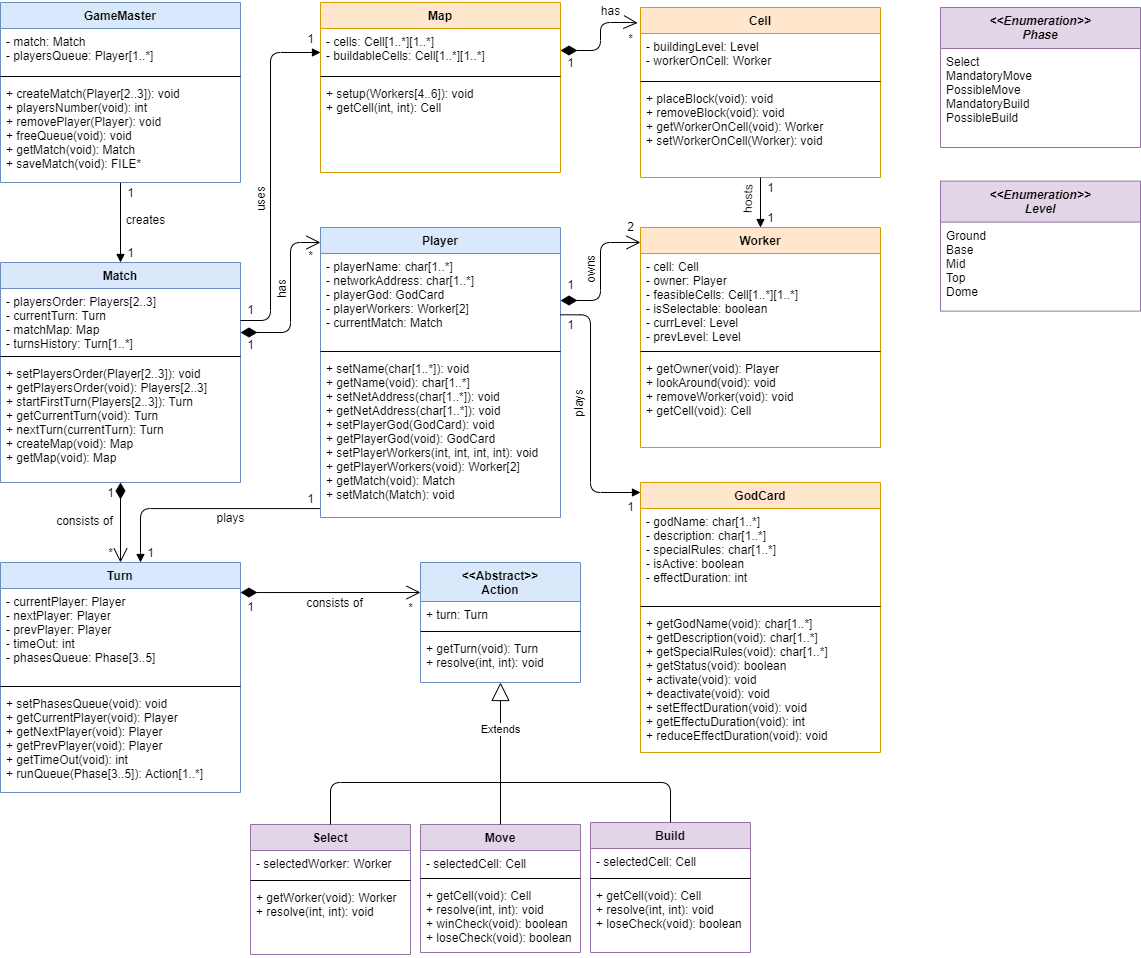 GameMaster
- match: Match
- playersQueue: Player[1..*]
+ createMatch(Player[2..3]): void
+ playersNumber(void): int
+ removePlayer(Player): void
+ freeQueue(void): void
+ getMatch(void): Match
+ saveMatch(void): FILE*
Map
- cells: Cell[1..*][1..*]
- buildableCells: Cell[1..*][1..*]
+ setup(Workers[4..6]): void
+ getCell(int, int): Cell
has
1
*
Cell
- buildingLevel: Level
- workerOnCell: Worker
+ placeBlock(void): void
+ removeBlock(void): void
+ getWorkerOnCell(void): Worker
+ setWorkerOnCell(Worker): void
<<Enumeration>>
Phase
Select
MandatoryMove
PossibleMove
MandatoryBuild
PossibleBuild
<<Enumeration>>
Level
Ground
Base
Mid
Top
Dome
1
creates
1
1
uses
1
1
has
*
1
hosts
1
Match
- playersOrder: Players[2..3]
- currentTurn: Turn
- matchMap: Map
- turnsHistory: Turn[1..*]
+ setPlayersOrder(Player[2..3]): void
+ getPlayersOrder(void): Players[2..3]
+ startFirstTurn(Players[2..3]): Turn
+ getCurrentTurn(void): Turn
+ nextTurn(currentTurn): Turn
+ createMap(void): Map
+ getMap(void): Map
Player
- playerName: char[1..*]
- networkAddress: char[1..*]
- playerGod: GodCard
- playerWorkers: Worker[2]
- currentMatch: Match
+ setName(char[1..*]): void
+ getName(void): char[1..*]
+ setNetAddress(char[1..*]): void
+ getNetAddress(char[1..*]): void
+ setPlayerGod(GodCard): void
+ getPlayerGod(void): GodCard
+ setPlayerWorkers(int, int, int, int): void
+ getPlayerWorkers(void): Worker[2]
+ getMatch(void): Match
+ setMatch(Match): void
2
owns
1
1
plays
1
Worker
- cell: Cell
- owner: Player
- feasibleCells: Cell[1..*][1..*]
- isSelectable: boolean
- currLevel: Level
- prevLevel: Level
+ getOwner(void): Player
+ lookAround(void): void
+ removeWorker(void): void
+ getCell(void): Cell
GodCard
- godName: char[1..*]
- description: char[1..*]
- specialRules: char[1..*]
- isActive: boolean
- effectDuration: int
+ getGodName(void): char[1..*]
+ getDescription(void): char[1..*]
+ getSpecialRules(void): char[1..*]
+ getStatus(void): boolean
+ activate(void): void
+ deactivate(void): void
+ setEffectDuration(void): void
+ getEffectuDuration(void): int
+ reduceEffectDuration(void): void
1
consists of
*
1
plays
1
Turn
- currentPlayer: Player
- nextPlayer: Player
- prevPlayer: Player
- timeOut: int
- phasesQueue: Phase[3..5]
+ setPhasesQueue(void): void
+ getCurrentPlayer(void): Player
+ getNextPlayer(void): Player
+ getPrevPlayer(void): Player
+ getTimeOut(void): int
+ runQueue(Phase[3..5]): Action[1..*]
1
consists of
*
<<Abstract>>
Action
+ turn: Turn
+ getTurn(void): Turn
+ resolve(int, int): void
Extends
Select
- selectedWorker: Worker
+ getWorker(void): Worker
+ resolve(int, int): void
Move
- selectedCell: Cell
+ getCell(void): Cell
+ resolve(int, int): void
+ winCheck(void): boolean
+ loseCheck(void): boolean
Build
- selectedCell: Cell
+ getCell(void): Cell
+ resolve(int, int): void
+ loseCheck(void): boolean